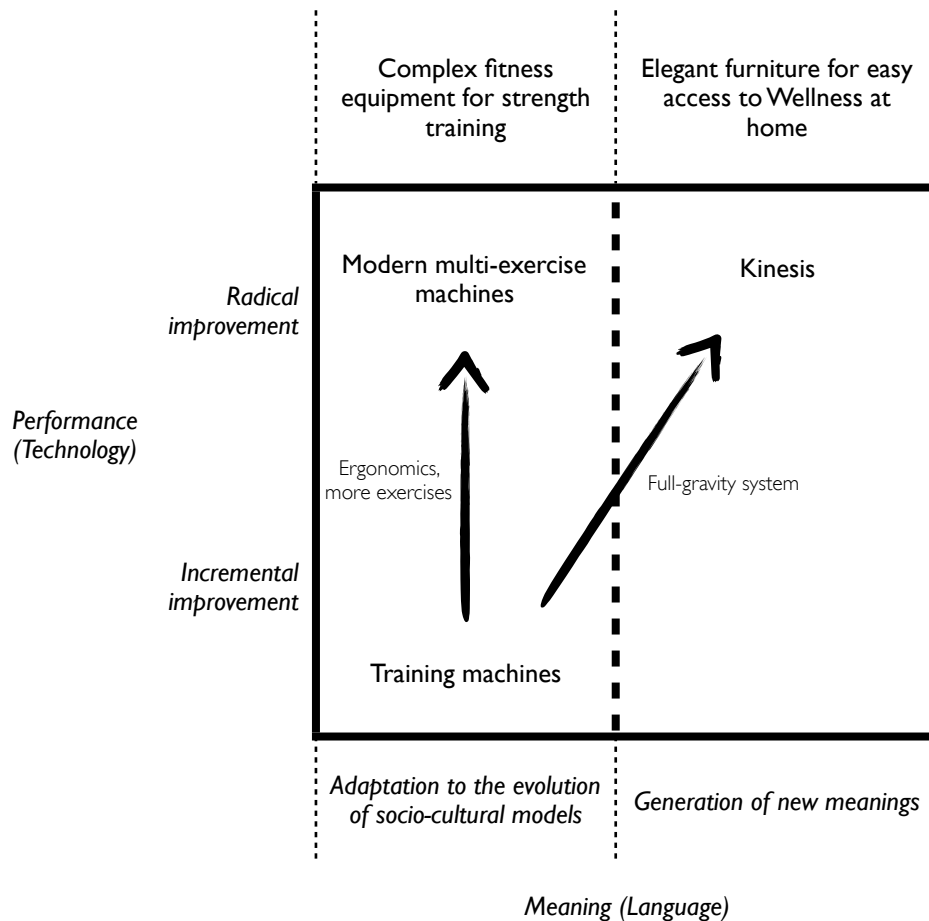 Complex fitness
equipment for strength
training
Elegant furniture for easy
access to Wellness at
home
Modern multi-exercise
machines
Kinesis
Radical
improvement
Performance
(Technology)
Ergonomics,
more exercises
Full-gravity system
Incremental
improvement
Training machines
Adaptation to the evolution
of socio-cultural models
Generation of new meanings
Meaning (Language)